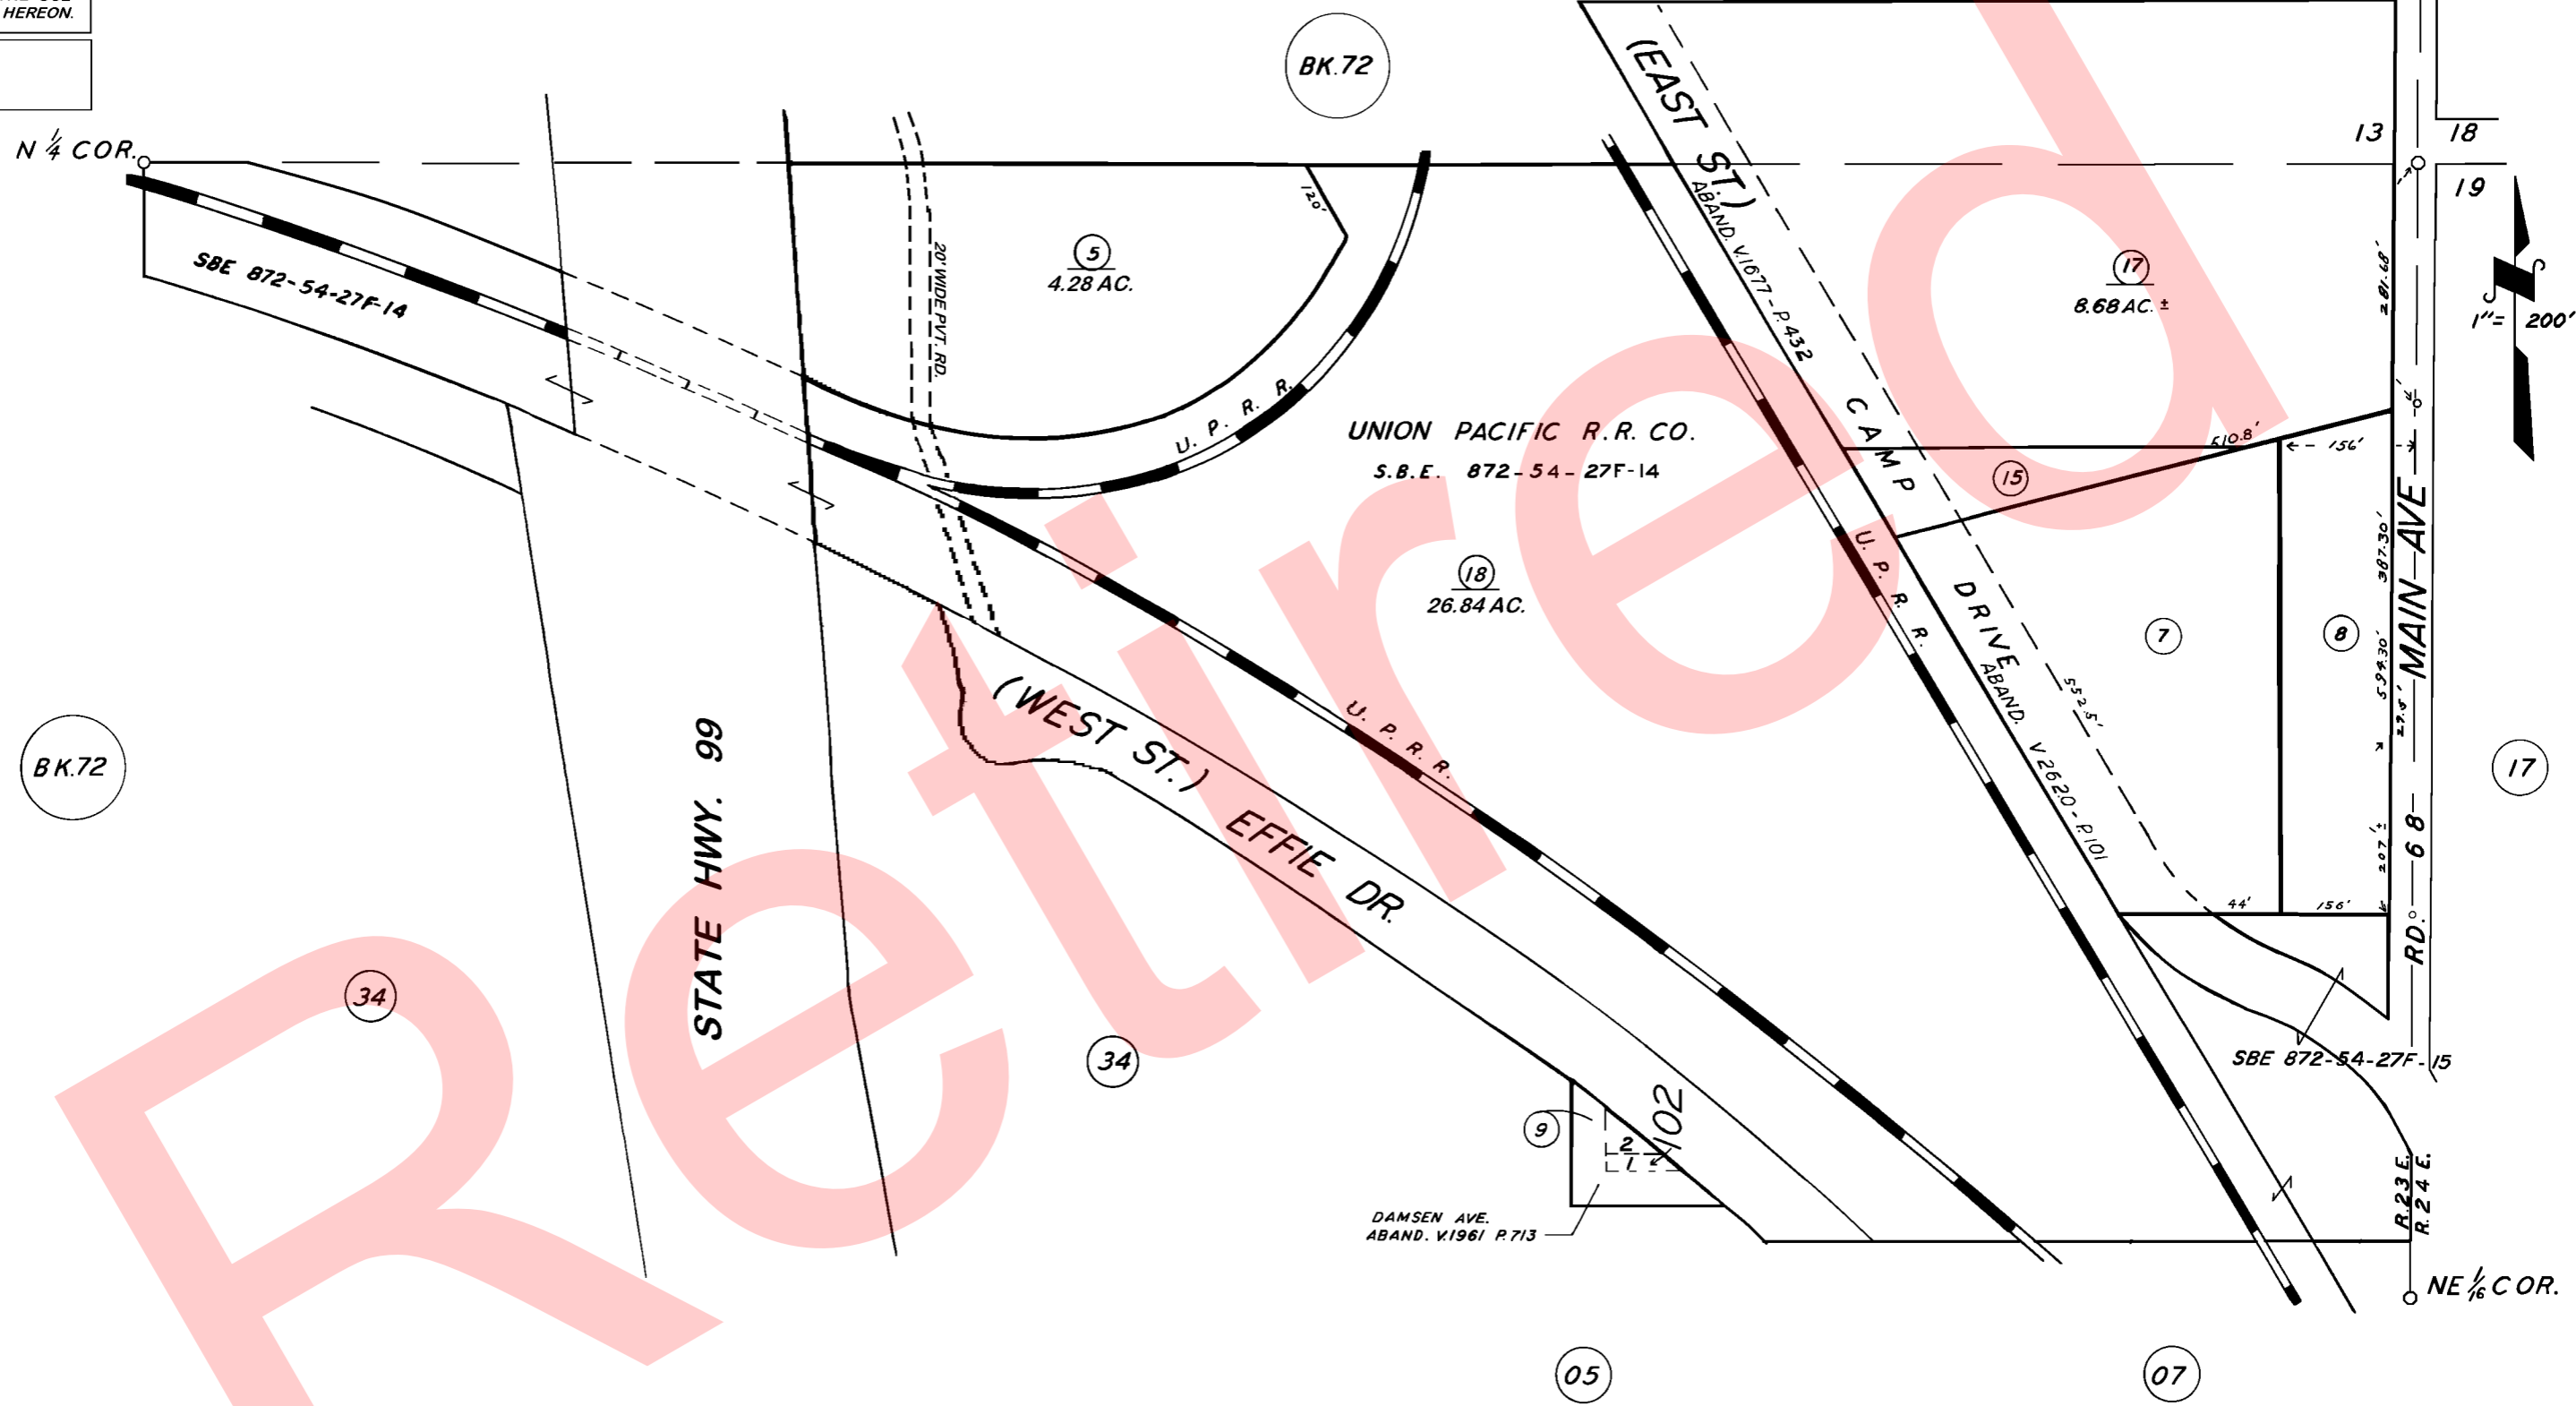 HEREON.
BK.72
N 1/4 COR.
13
18
19
(EAST ST.)
ABAND. V.1677-P.432
120'
SBE 872-54-27F-14
20' WIDE PVT. RD.
5
4.28 AC.
17
8.68 AC. ±
281.68'
1"= 200'
U. P. R. R.
UNION PACIFIC R.R. CO.
S.B.E. 872-54-27F-14
CAMP DRIVE
510.8'
156'
15
18
26.84 AC.
U. P. R. R.
7
8
387.30'
594.30'
MAIN AVE
ABAND. V2620-P.101
552.5'
BK.72
STATE HWY. 99
(WEST ST.) EFFIE DR.
U. P. R. R.
17
207'±
RD. 68
44'
156'
34
34
SBE 872-54-27F-15
9
2
1
102
DAMSEN AVE.
ABAND. V.1961 P.713
R.23 E.
R.24 E.
NE 1/16 COR.
05
07
Retired